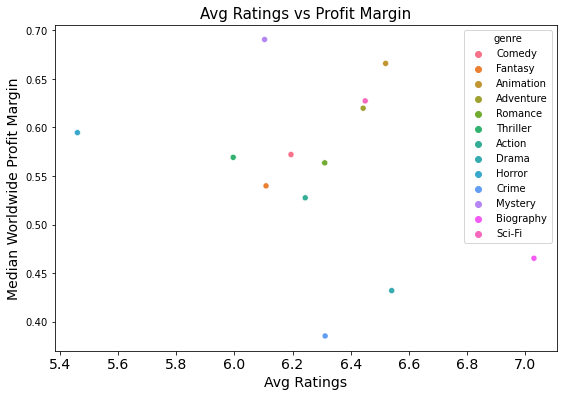 Avg Ratings vs Profit Margin
Median Worldwide Profit Margin
0.70
0.65
0.60
0.55
0.50
0.45
0.40
genre
Comedy
Fantasy
Animation
Adventure
Romance
Thriller
Action
Drama
Horror
Crime
Mystery
Biography
Sci-Fi
5.4 5.6 5.8 6.0 6.2 6.4 6.6 6.8 7.0
Avg Ratings